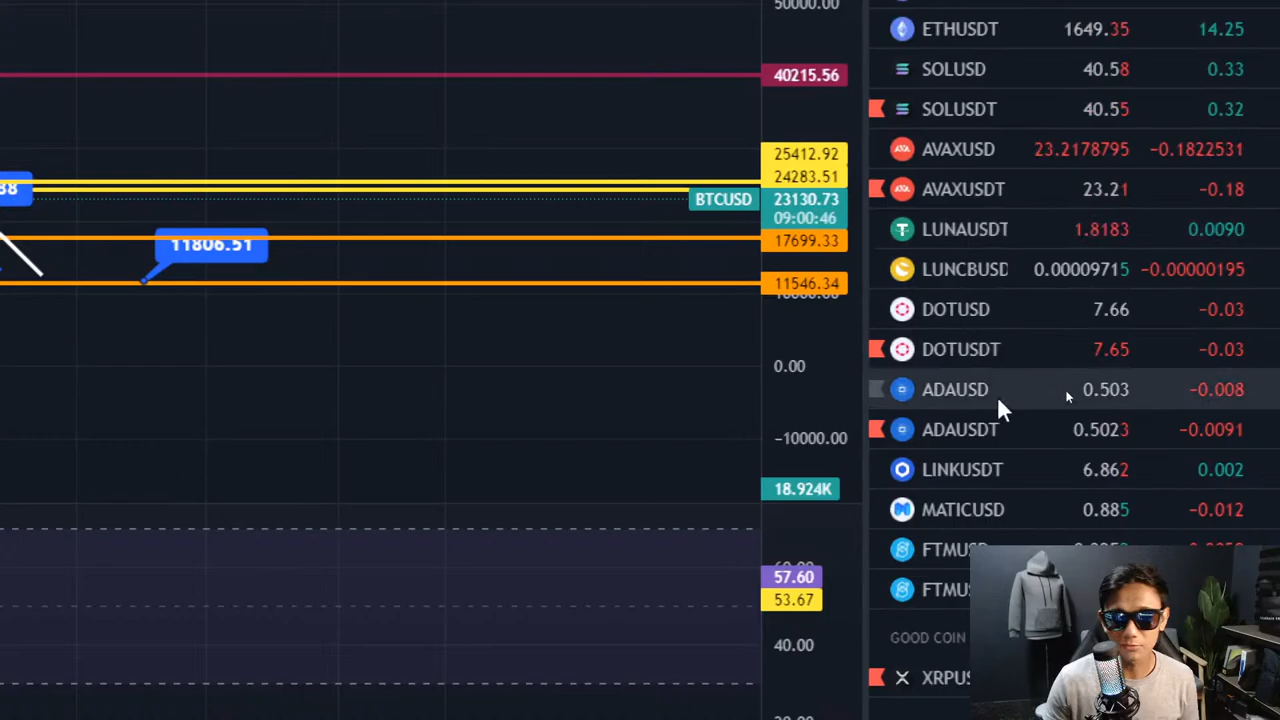 50000.00
40215.56
25412.92
24283.51
BTCUSD 23130.73
09:00:46
17699.33
11546.34
0.00
−10000.00
18.924K
57.60
53.67
40.00
11806.51
ETHUSDT 1649.35 14.25
SOLUSD 40.58 0.33
SOLUSDT 40.55 0.32
AVAXUSD 23.2178795 −0.1822531
AVAXUSDT 23.21 −0.18
LUNAUSDT 1.8183 0.0090
LUNCBUSD 0.00009715 −0.00000195
DOTUSD 7.66 −0.03
DOTUSDT 7.65 −0.03
ADAUSD 0.503 −0.008
ADAUSDT 0.5023 −0.0091
LINKUSDT 6.862 0.002
MATICUSD 0.885 −0.012
FTMUS
FTMU
GOOD COIN
XRPUS